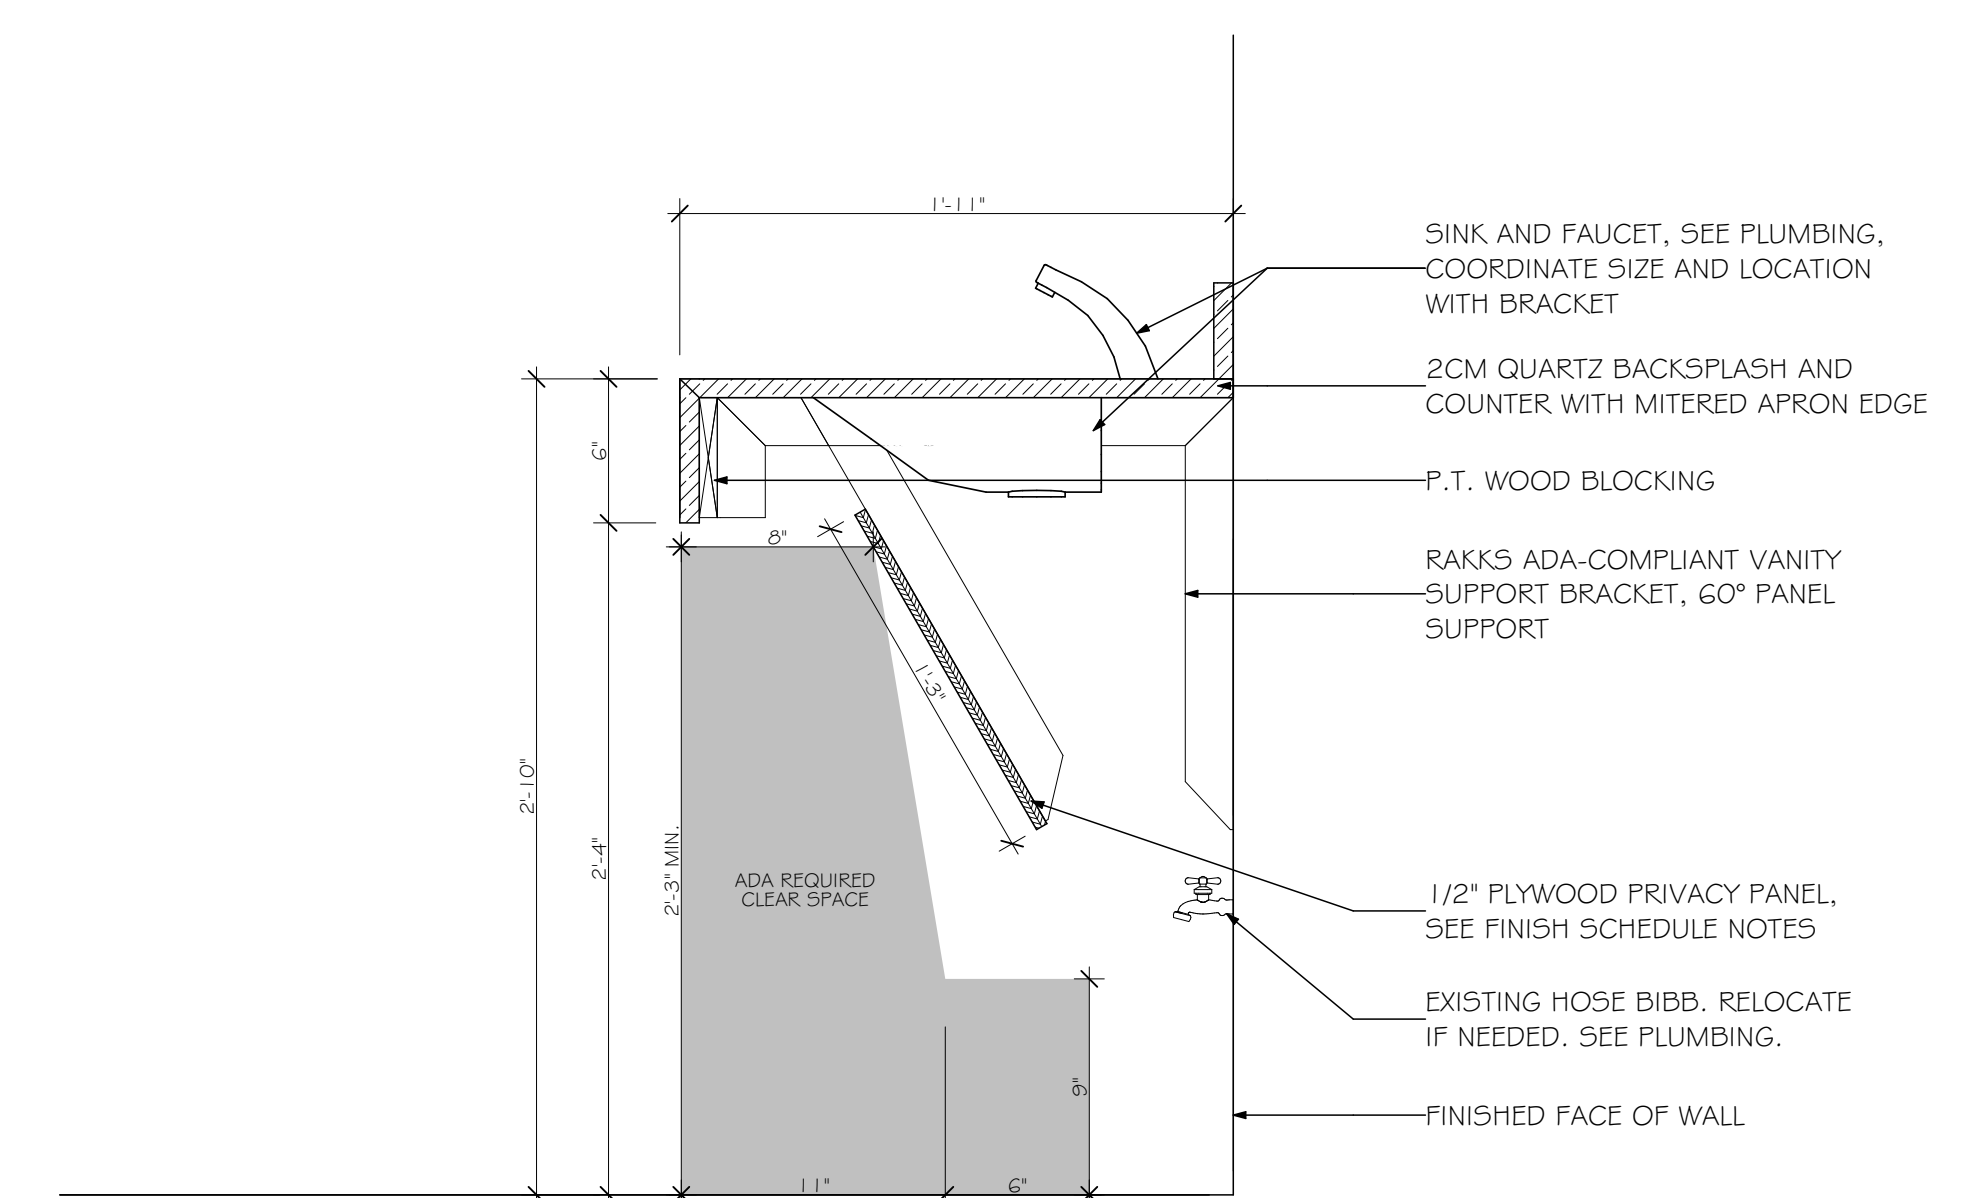 1'-11"
SINK AND FAUCET, SEE PLUMBING,
COORDINATE SIZE AND LOCATION
WITH BRACKET
2CM QUARTZ BACKSPLASH AND
COUNTER WITH MITERED APRON EDGE
6"
P.T. WOOD BLOCKING
8"
RAKKS ADA-COMPLIANT VANITY
SUPPORT BRACKET, 60° PANEL
SUPPORT
1'-3"
2'-10"
2'-4"
2'-3" MIN.
ADA REQUIRED
CLEAR SPACE
1/2" PLYWOOD PRIVACY PANEL,
SEE FINISH SCHEDULE NOTES
EXISTING HOSE BIBB. RELOCATE
IF NEEDED. SEE PLUMBING.
9"
FINISHED FACE OF WALL
11"
6"